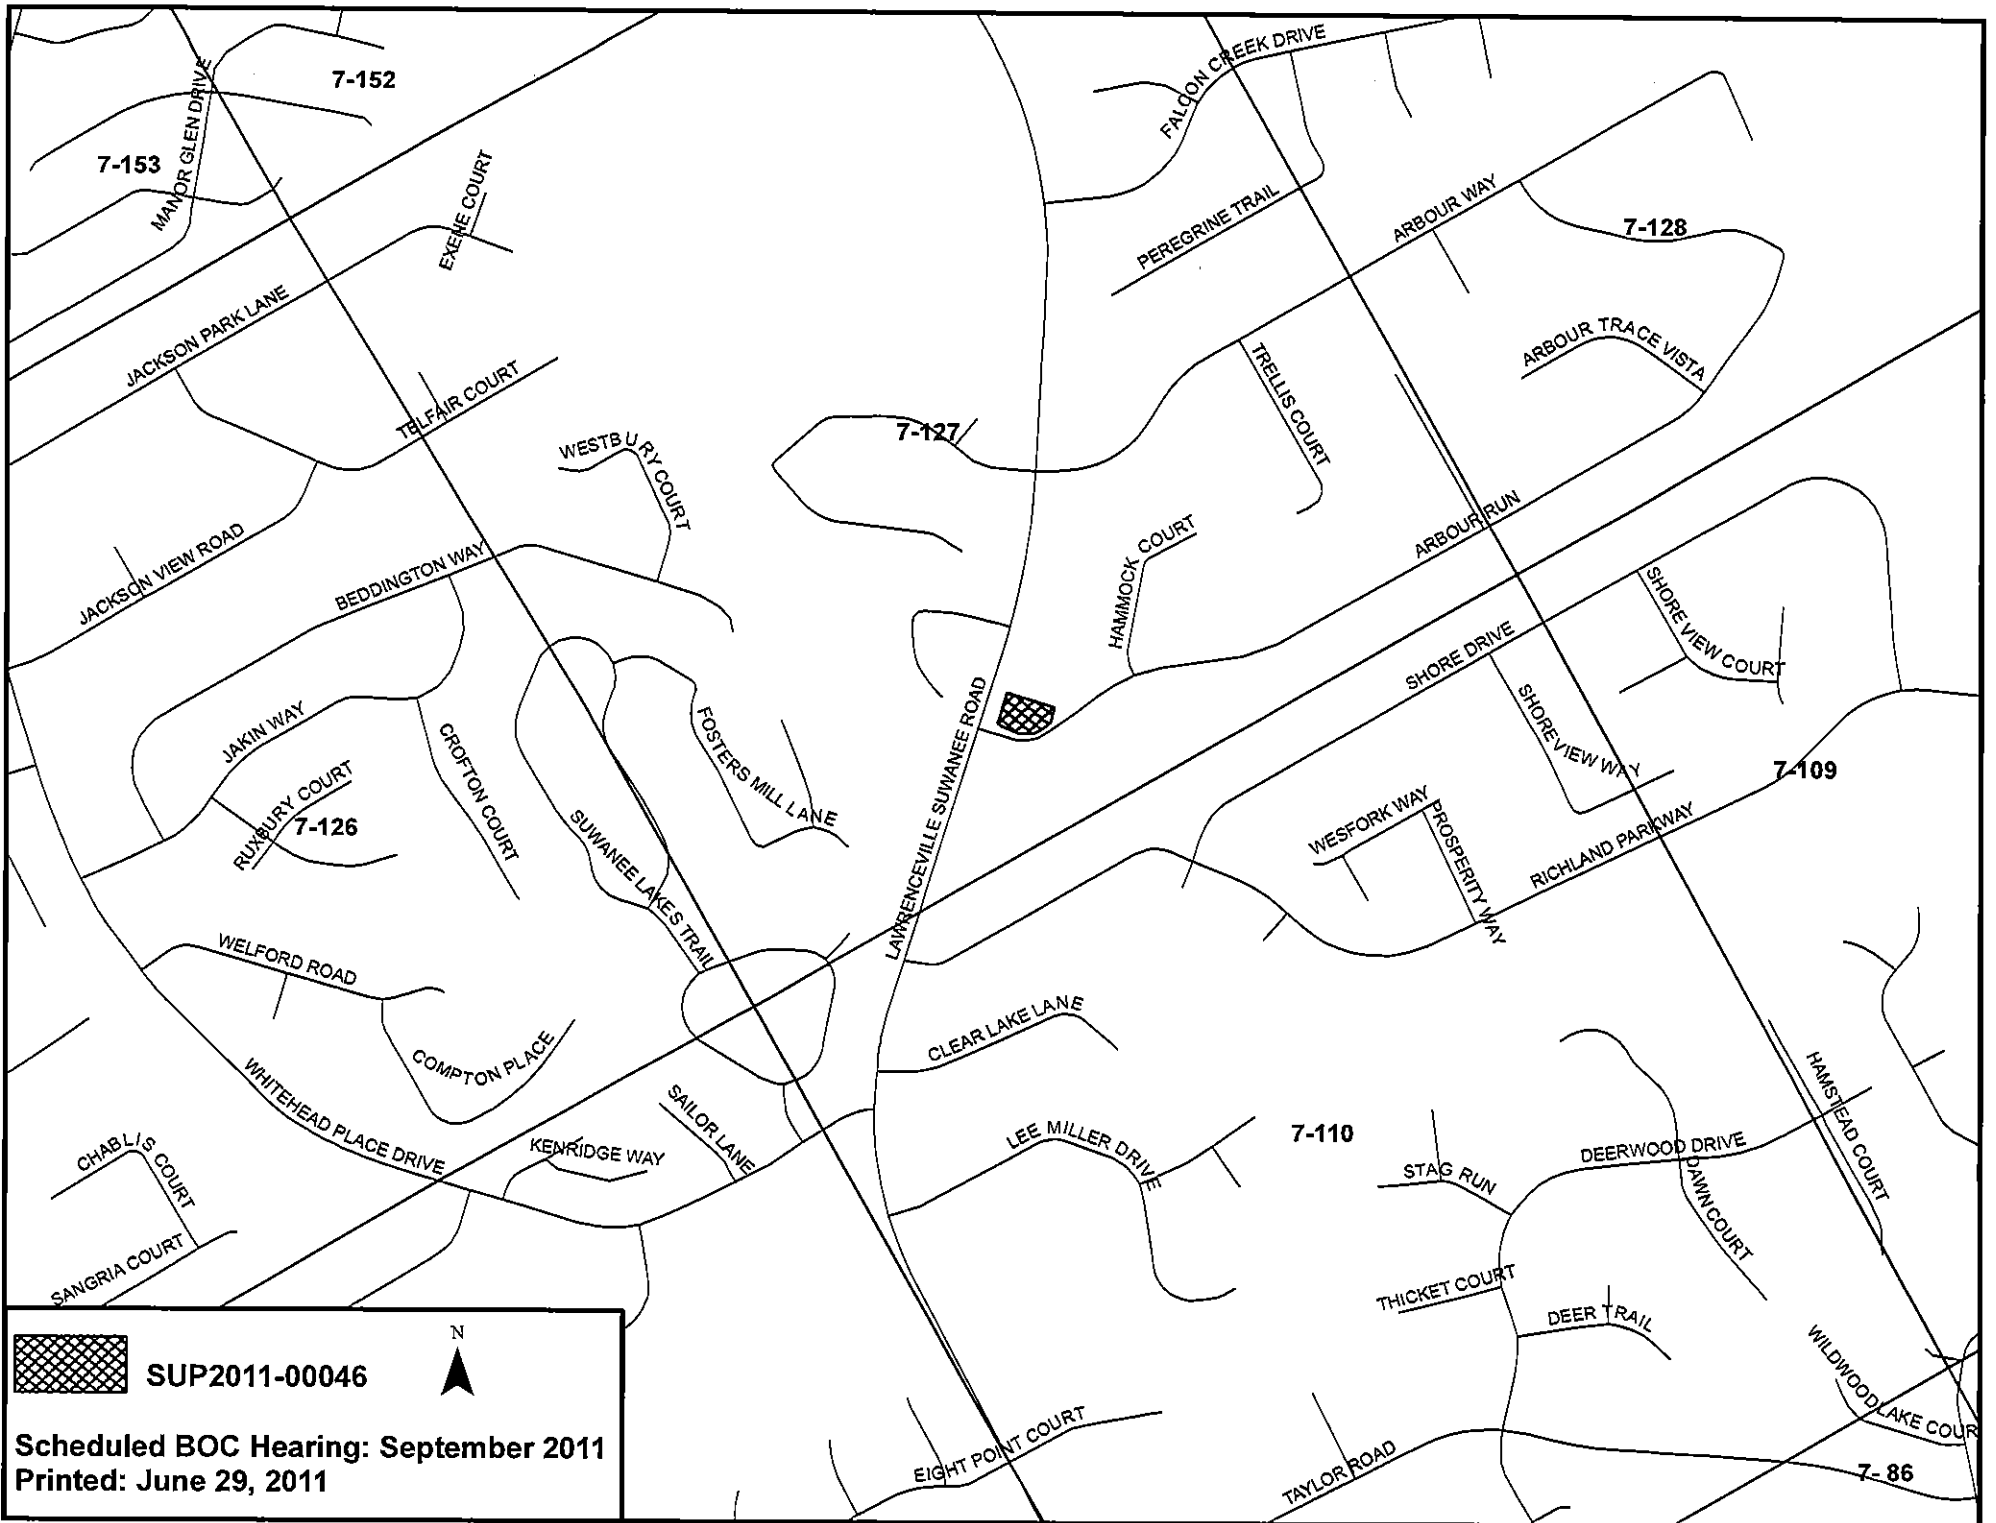 7-152
FALCON CREEK DRIVE
MANOR GLEN DRIVE
7-153
EXENE COURT
PEREGRINE TRAIL
ARBOUR WAY
7-128
JACKSON PARK LANE
ARBOUR TRACE VISTA
TRELLIS COURT
TELFAIR COURT
7-127
WESTBURY COURT
ARBOUR RUN
HAMMOCK COURT
JACKSON VIEW ROAD
BEDDINGTON WAY
SHORE VIEW COURT
SHORE DRIVE
JAKIN WAY
CROFTON COURT
FOSTERS MILL LANE
LAWRENCEVILLE SUWANEE ROAD
SHOREVIEW WAY
7-109
RUXBURY COURT
7-126
SUWANEE LAKES TRAIL
WESFORK WAY
PROSPERITY WAY
RICHLAND PARKWAY
WELFORD ROAD
CLEAR LAKE LANE
COMPTON PLACE
WHITEHEAD PLACE DRIVE
SAILOR LANE
KENRIDGE WAY
LEE MILLER DRIVE
7-110
HAMSTEAD COURT
CHABLIS COURT
STAG RUN
DEERWOOD DRIVE
DAWN COURT
SANGRIA COURT
THICKET COURT
DEER TRAIL
WILDWOODLAKE COUR
EIGHT POINT COURT
TAYLOR ROAD
7- 86
N
SUP2011-00046
Scheduled BOC Hearing: September 2011
Printed: June 29, 2011